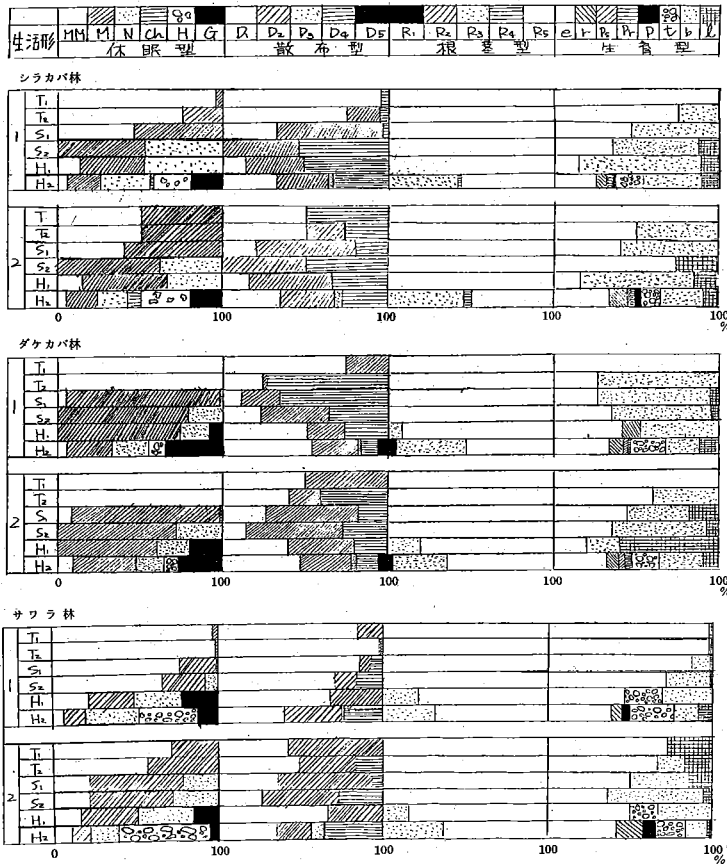 生活形 MM M N Ch H G D₁ D₂ D₃ D₄ D₅ R₁ R₂ R₃ R₄ R₅ e r Ps Pr P t b l
休眠型 散布型 根茎型 生育型
シラカバ林
1
T₁
T₂
S₁
S₂
H₁
H₂
2
T
T₂
S₁
S₂
H₁
H₂
0 100 100 100 100
%
ダケカバ林
1
T₁
T₂
S₁
S₂
H₁
H₂
2
T₁
T₂
S₁
S₂
H₁
H₂
0 100 100 100 100
%
サワラ林
1
T₁
T₂
S₁
S₂
H₁
H₂
2
T₁
T₂
S₁
S₂
H₁
H₂
0 100 100 100 100
%